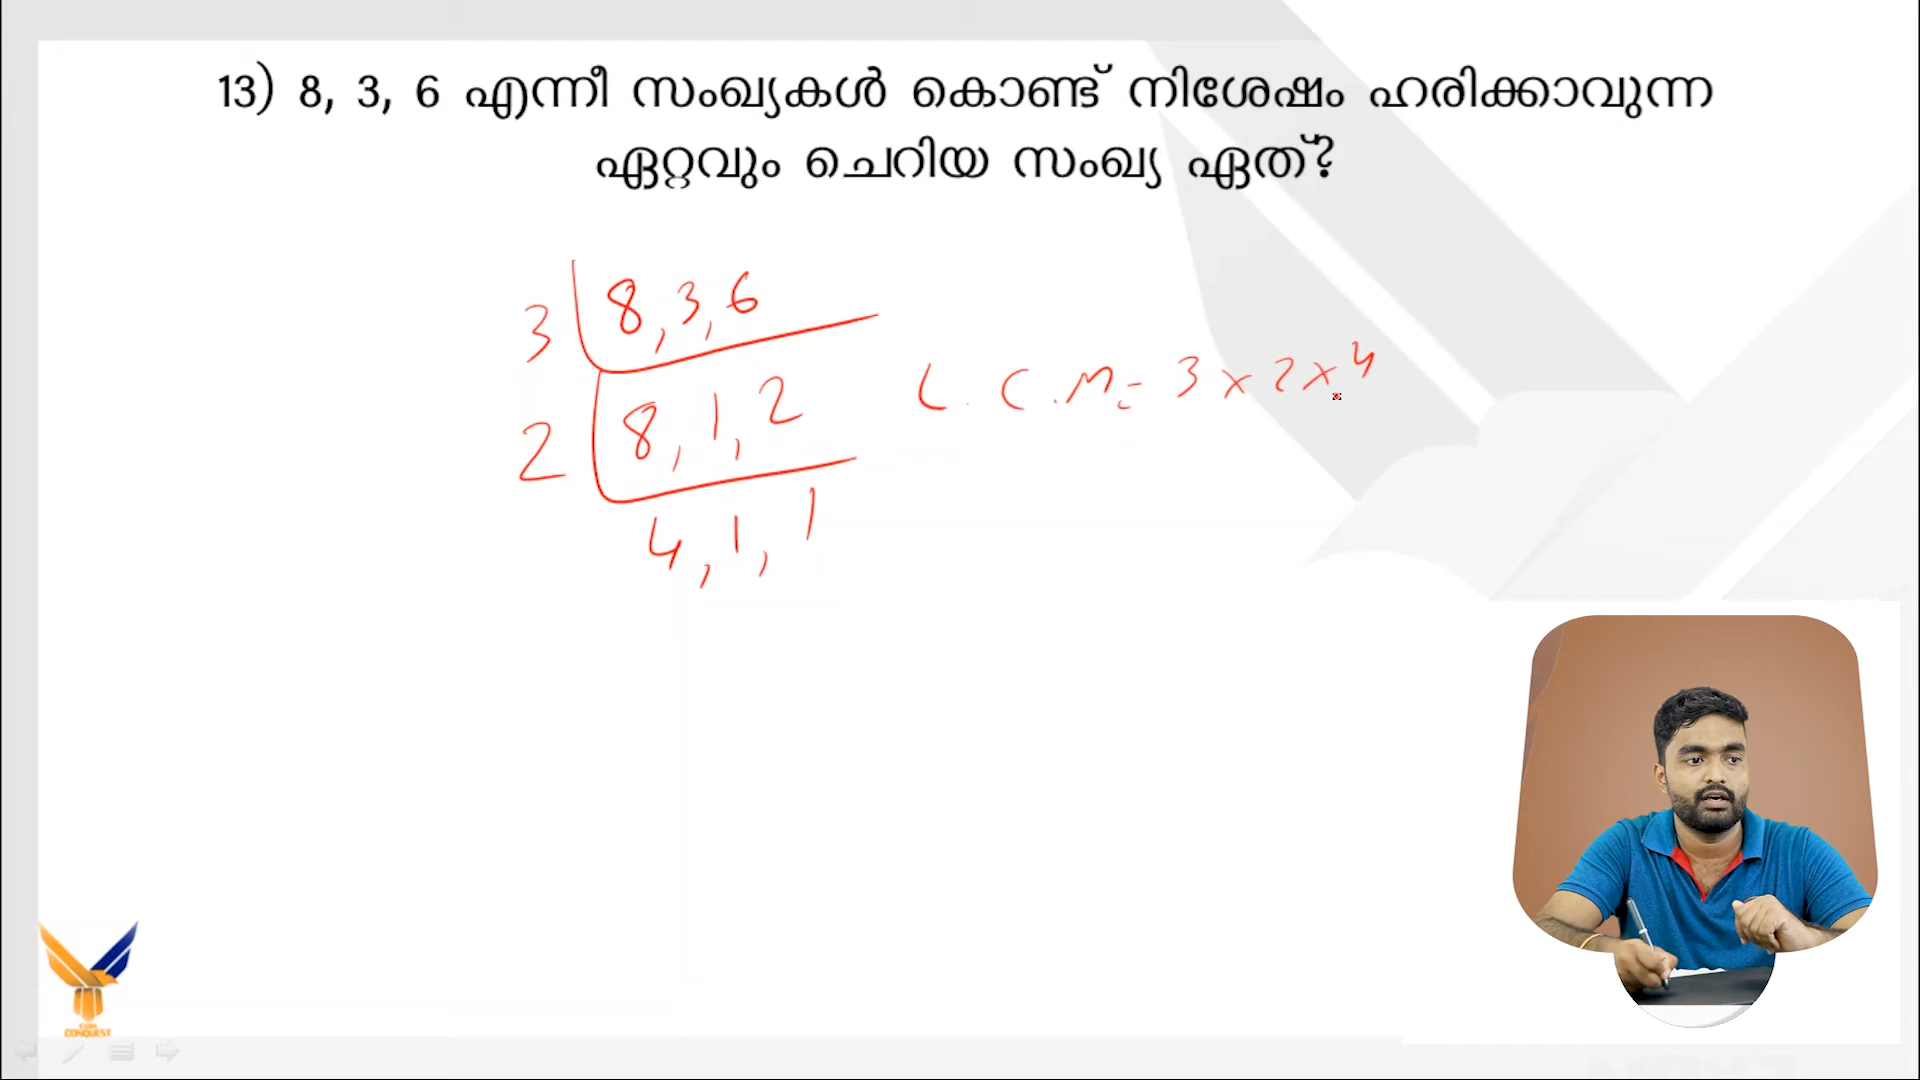 13) 8, 3, 6 എന്നീ സംഖ്യകൾ കൊണ്ട് നിശേഷം ഹരിക്കാവുന്ന
ഏറ്റവും ചെറിയ സംഖ്യ ഏത്?
3 8, 3, 6
2 8, 1, 2
4, 1, 1
L.C.M = 3 x 2 x 4
CONQUEST